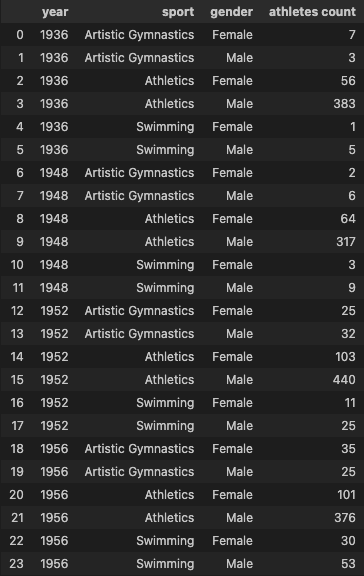 year sport gender athletes count
0 1936 Artistic Gymnastics Female 7
1 1936 Artistic Gymnastics Male 3
2 1936 Athletics Female 56
3 1936 Athletics Male 383
4 1936 Swimming Female 1
5 1936 Swimming Male 5
6 1948 Artistic Gymnastics Female 2
7 1948 Artistic Gymnastics Male 6
8 1948 Athletics Female 64
9 1948 Athletics Male 317
10 1948 Swimming Female 3
11 1948 Swimming Male 9
12 1952 Artistic Gymnastics Female 25
13 1952 Artistic Gymnastics Male 32
14 1952 Athletics Female 103
15 1952 Athletics Male 440
16 1952 Swimming Female 11
17 1952 Swimming Male 25
18 1956 Artistic Gymnastics Female 35
19 1956 Artistic Gymnastics Male 25
20 1956 Athletics Female 101
21 1956 Athletics Male 376
22 1956 Swimming Female 30
23 1956 Swimming Male 53